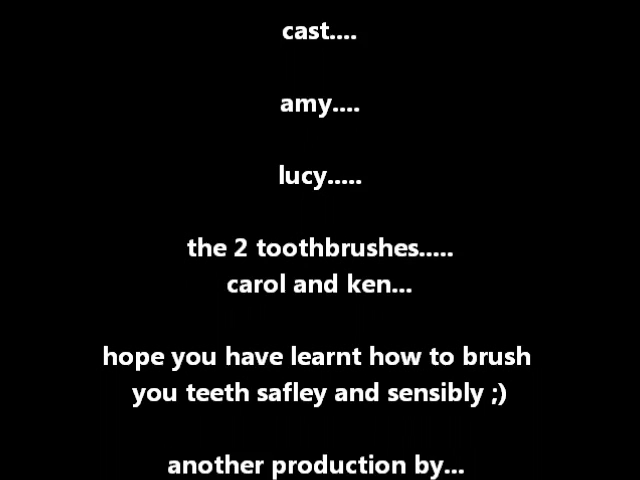 cast....
amy....
lucy.....
the 2 toothbrushes.....
carol and ken...
hope you have learnt how to brush
you teeth safley and sensibly ;)
another production by...